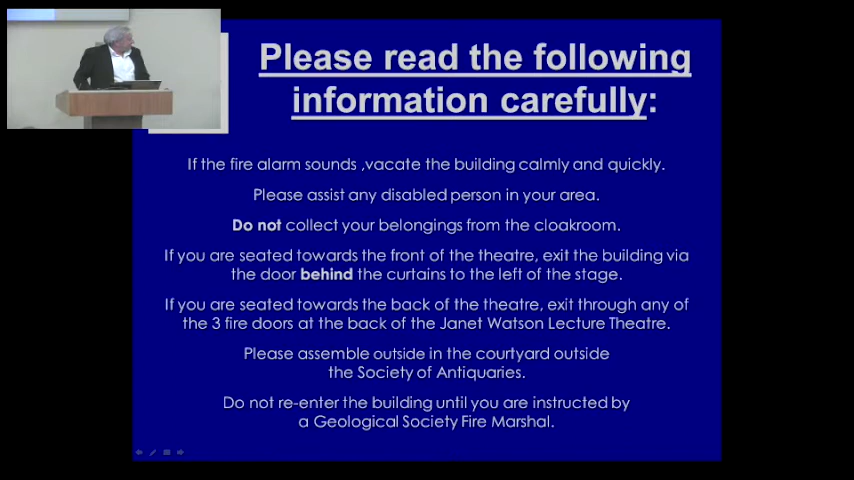 Please read the following
information carefully:
If the fire alarm sounds ,vacate the building calmly and quickly.
Please assist any disabled person in your area.
Do not collect your belongings from the cloakroom.
If you are seated towards the front of the theatre, exit the building via
the door behind the curtains to the left of the stage.
If you are seated towards the back of the theatre, exit through any of
the 3 fire doors at the back of the Janet Watson Lecture Theatre.
Please assemble outside in the courtyard outside
the Society of Antiquaries.
Do not re-enter the building until you are instructed by
a Geological Society Fire Marshal.